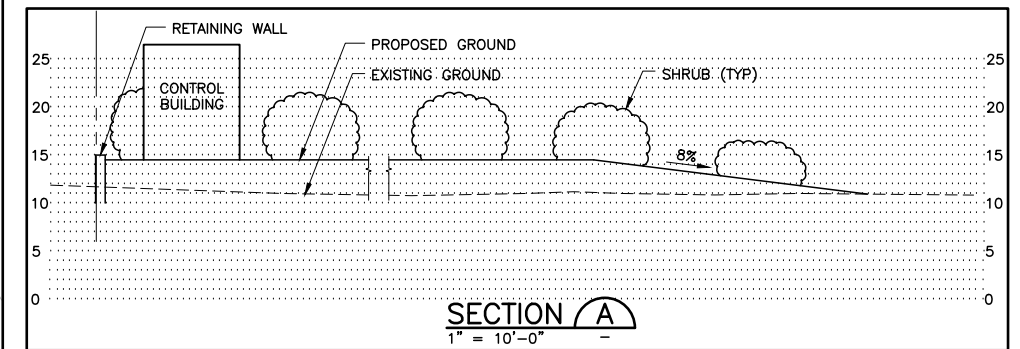 RETAINING WALL
PROPOSED GROUND
EXISTING GROUND
SHRUB (TYP)
CONTROL
BUILDING
8%
25
20
15
10
5
0
25
20
15
10
5
0
SECTION A
1" = 10'-0" -